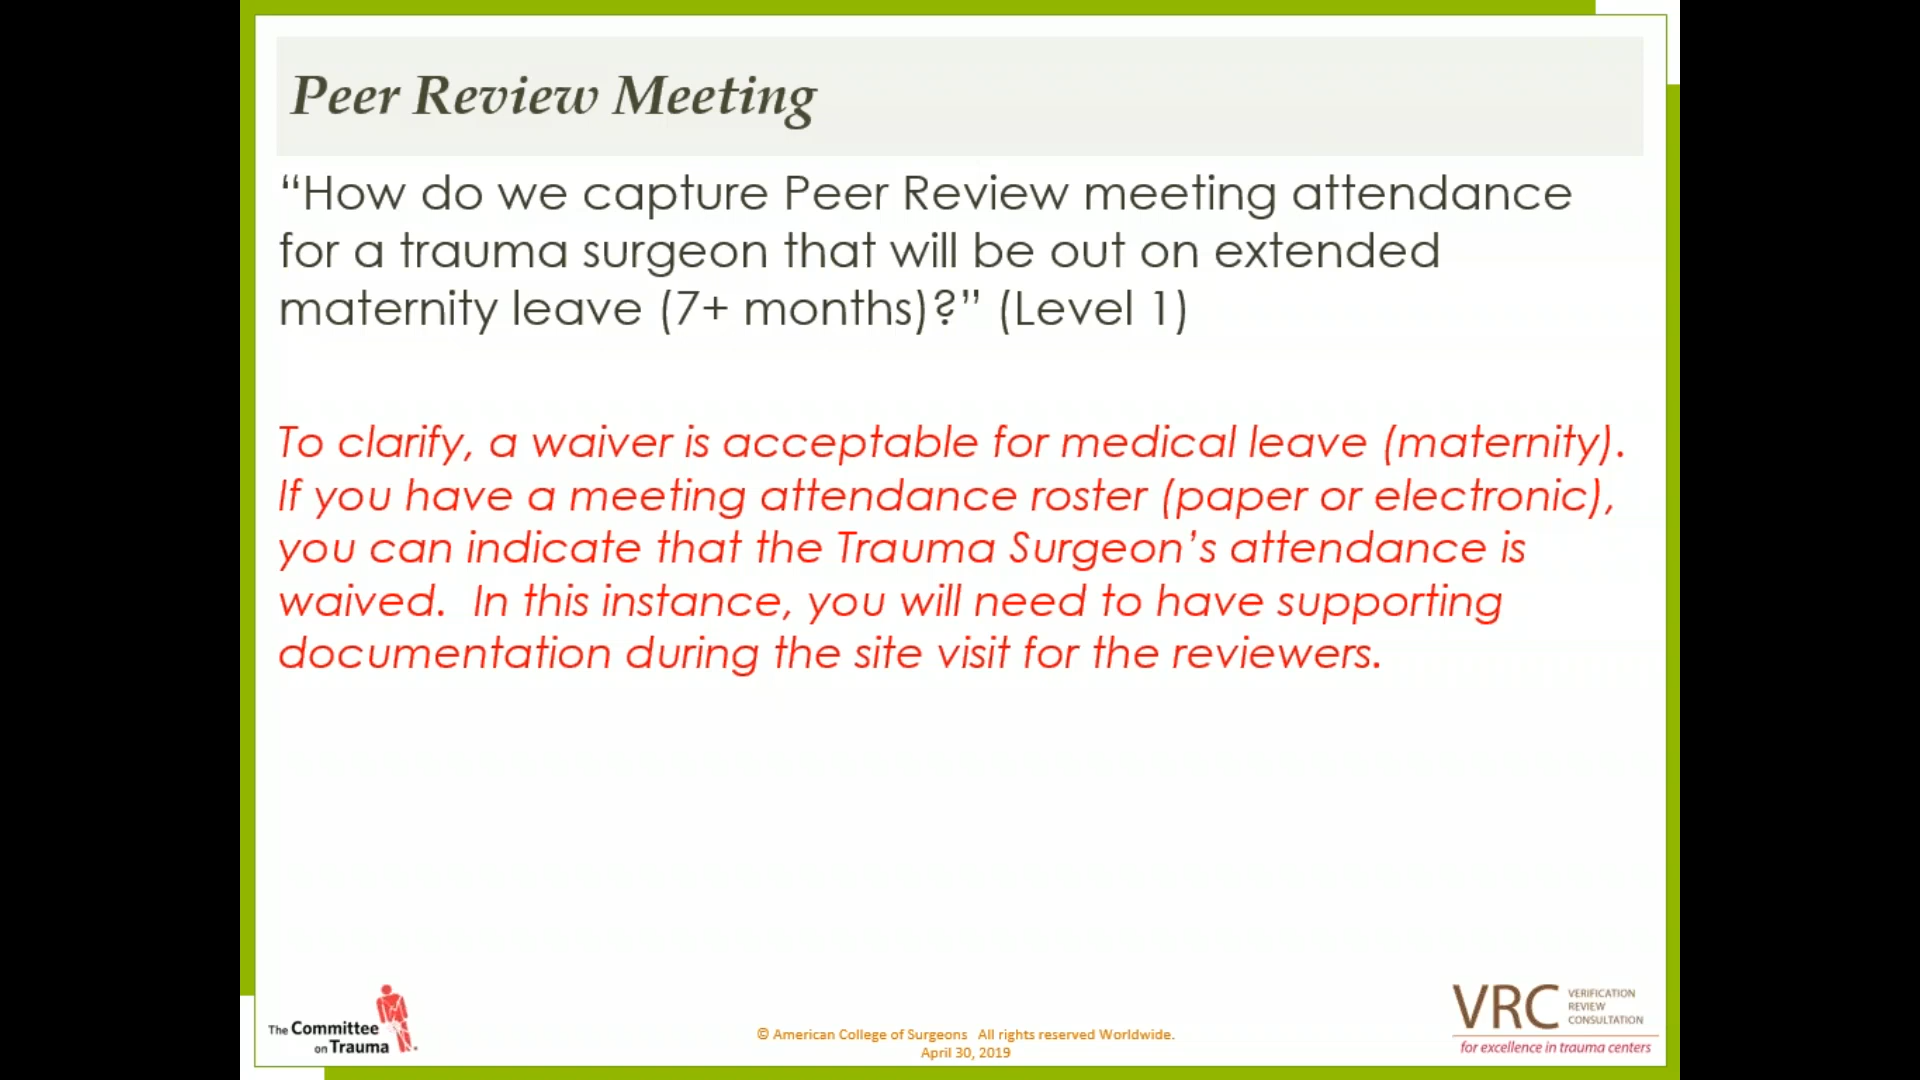 Peer Review Meeting
“How do we capture Peer Review meeting attendance
for a trauma surgeon that will be out on extended
maternity leave (7+ months)?” (Level 1)
To clarify, a waiver is acceptable for medical leave (maternity).
If you have a meeting attendance roster (paper or electronic),
you can indicate that the Trauma Surgeon’s attendance is
waived.  In this instance, you will need to have supporting
documentation during the site visit for the reviewers.
The Committee
on Trauma
© American College of Surgeons   All rights reserved Worldwide.
April 30, 2019
VRC
VERIFICATION
REVIEW
CONSULTATION
for excellence in trauma centers